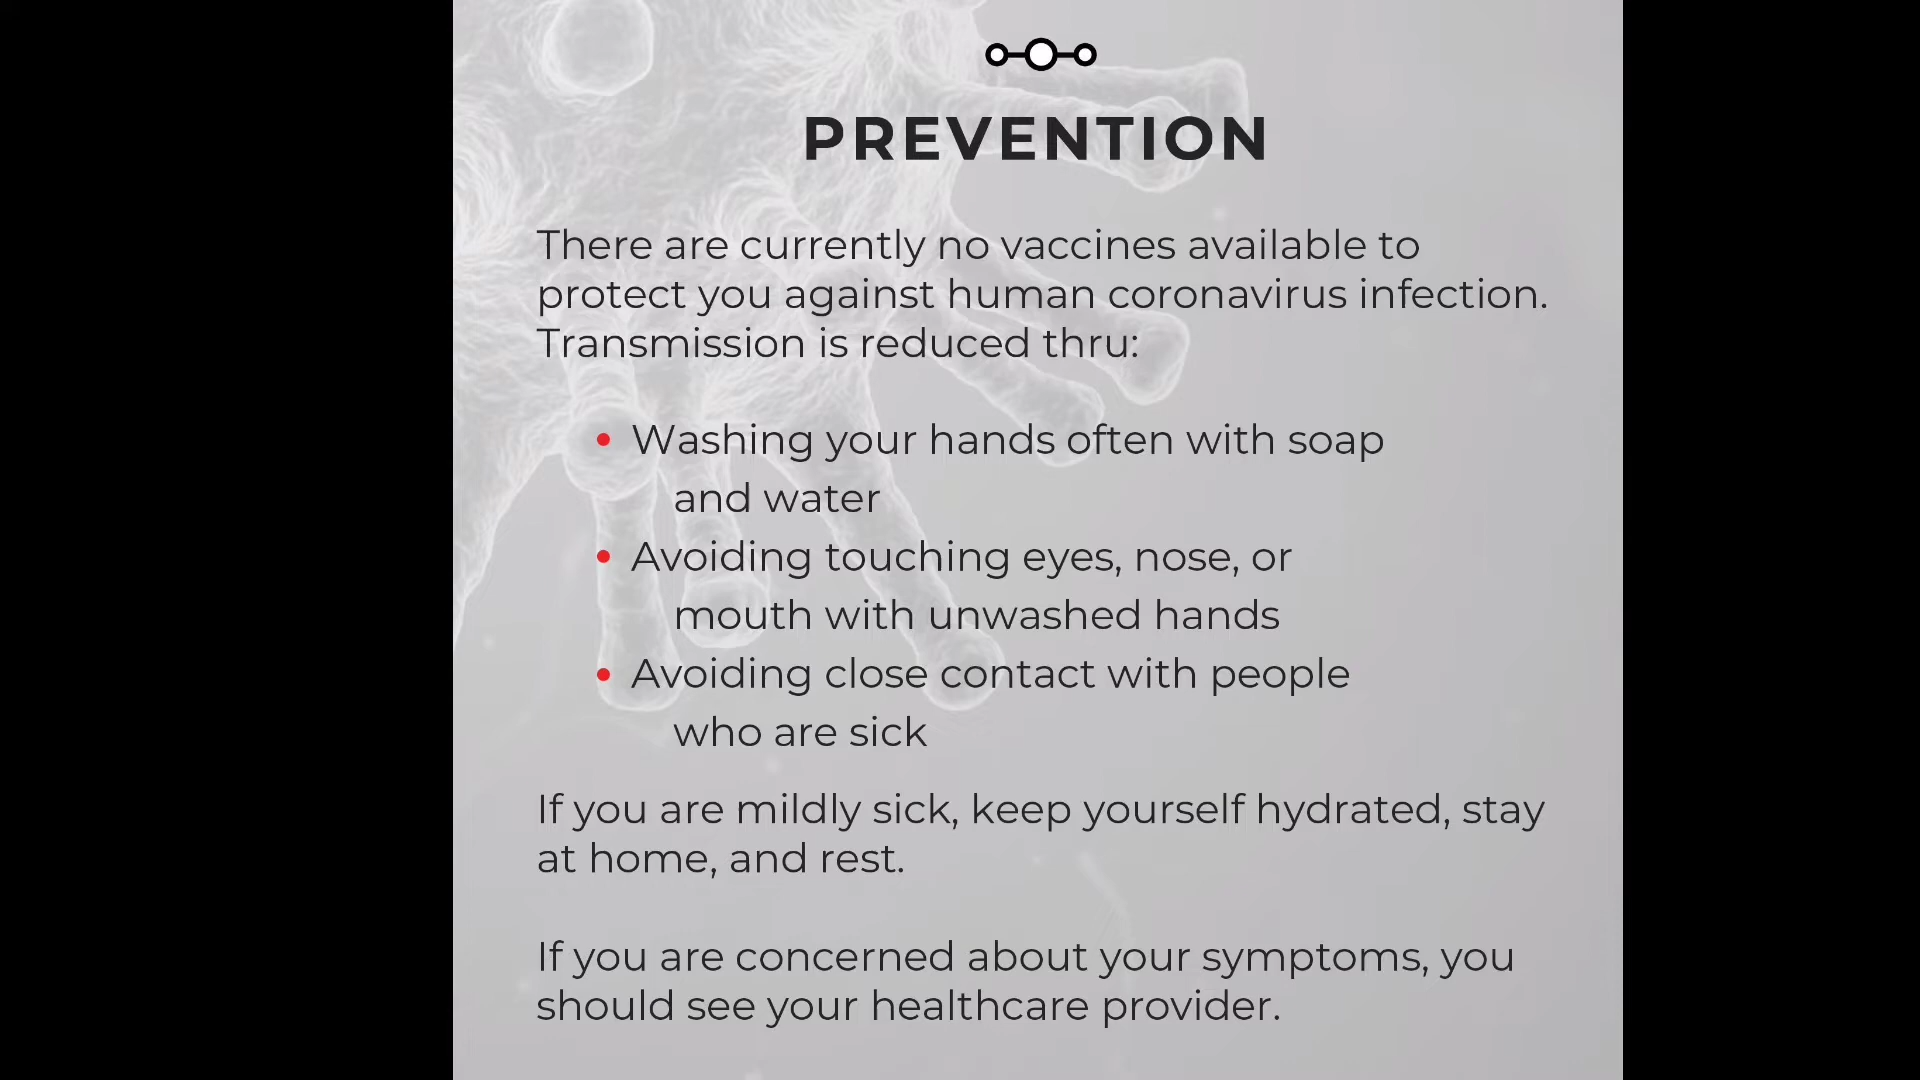 PREVENTION
There are currently no vaccines available to
protect you against human coronavirus infection.
Transmission is reduced thru:
• Washing your hands often with soap
and water
• Avoiding touching eyes, nose, or
mouth with unwashed hands
• Avoiding close contact with people
who are sick
If you are mildly sick, keep yourself hydrated, stay
at home, and rest.
If you are concerned about your symptoms, you
should see your healthcare provider.